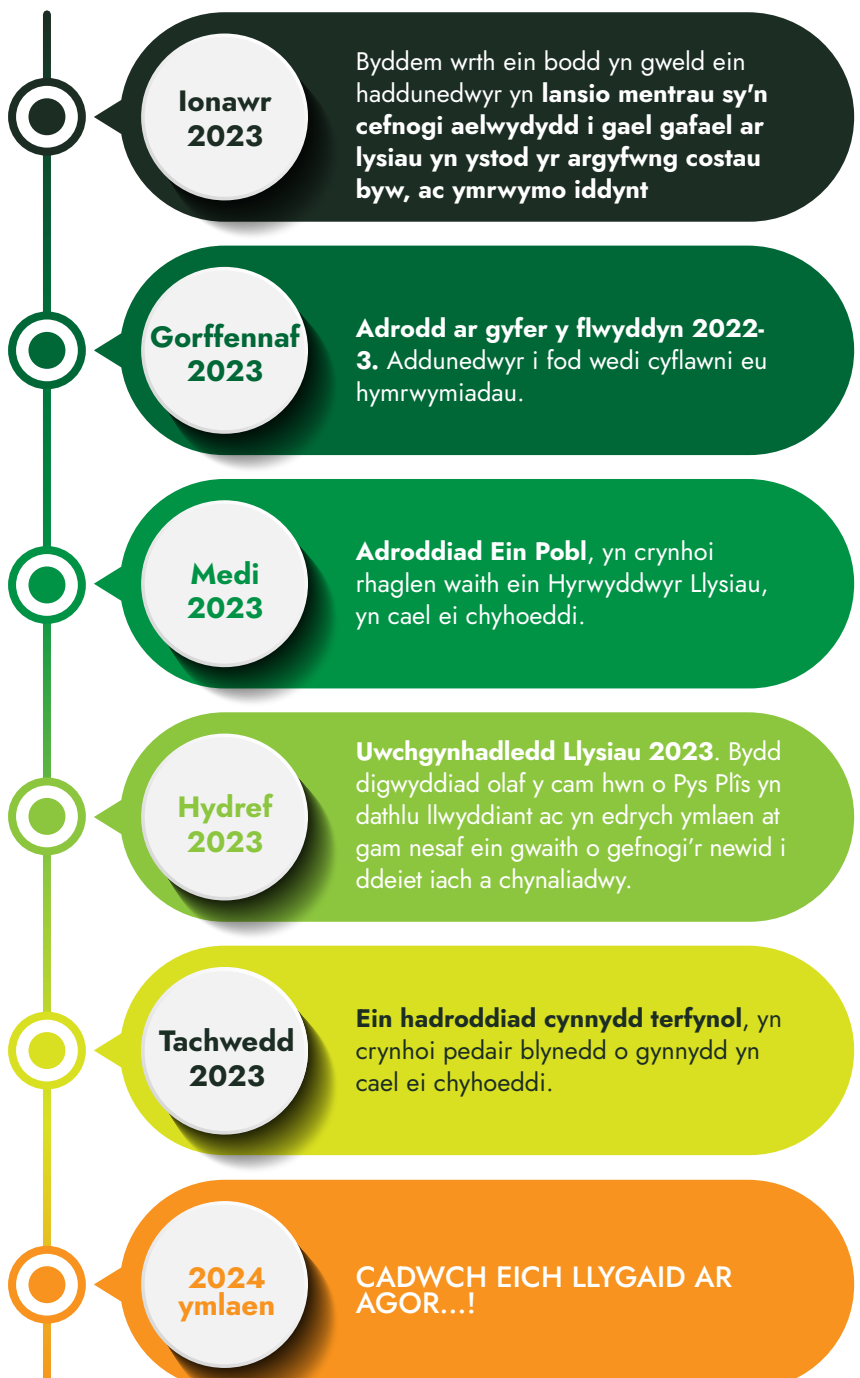 Ionawr
2023
Byddem wrth ein bodd yn gweld ein
haddunedwyr yn lansio mentrau sy'n
cefnogi aelwydydd i gael gafael ar
lysiau yn ystod yr argyfwng costau
byw, ac ymrwymo iddynt
Gorffennaf
2023
Adrodd ar gyfer y flwyddyn 2022-
3. Addunedwyr i fod wedi cyflawni eu
hymrwymiadau.
Medi
2023
Adroddiad Ein Pobl, yn crynhoi
rhaglen waith ein Hyrwyddwyr Llysiau,
yn cael ei chyhoeddi.
Hydref
2023
Uwchgynhadledd Llysiau 2023. Bydd
digwyddiad olaf y cam hwn o Pys Plîs yn
dathlu llwyddiant ac yn edrych ymlaen at
gam nesaf ein gwaith o gefnogi’r newid i
ddeiet iach a chynaliadwy.
Tachwedd
2023
Ein hadroddiad cynnydd terfynol, yn
crynhoi pedair blynedd o gynnydd yn
cael ei chyhoeddi.
2024
ymlaen
CADWCH EICH LLYGAID AR
AGOR...!